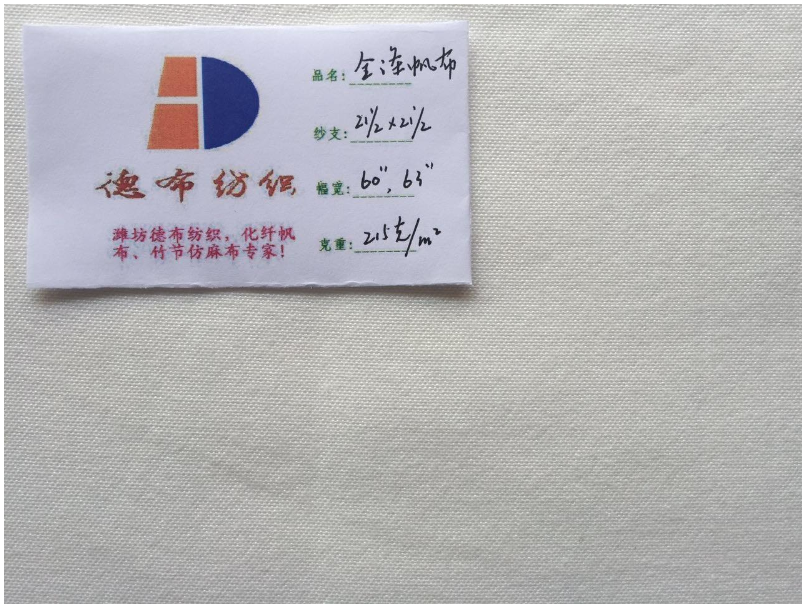 品名：全涤帆布
纱支：21/2×21/2
德布纺织
幅宽：60"，63"
潍坊德布纺织，化纤帆
布、竹节仿麻布专家！
克重：215克/m²